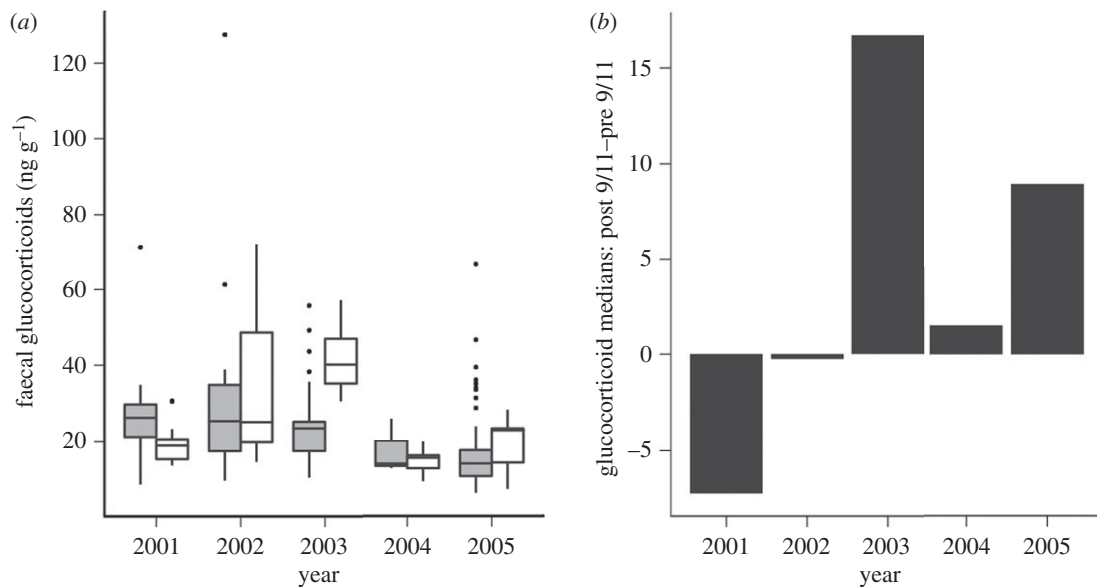 (a)
120
100
80
60
40
20
faecal glucocorticoids (ng g⁻¹)
2001 2002 2003 2004 2005
year
(b)
15
10
5
0
−5
glucocorticoid medians: post 9/11–pre 9/11
2001 2002 2003 2004 2005
year